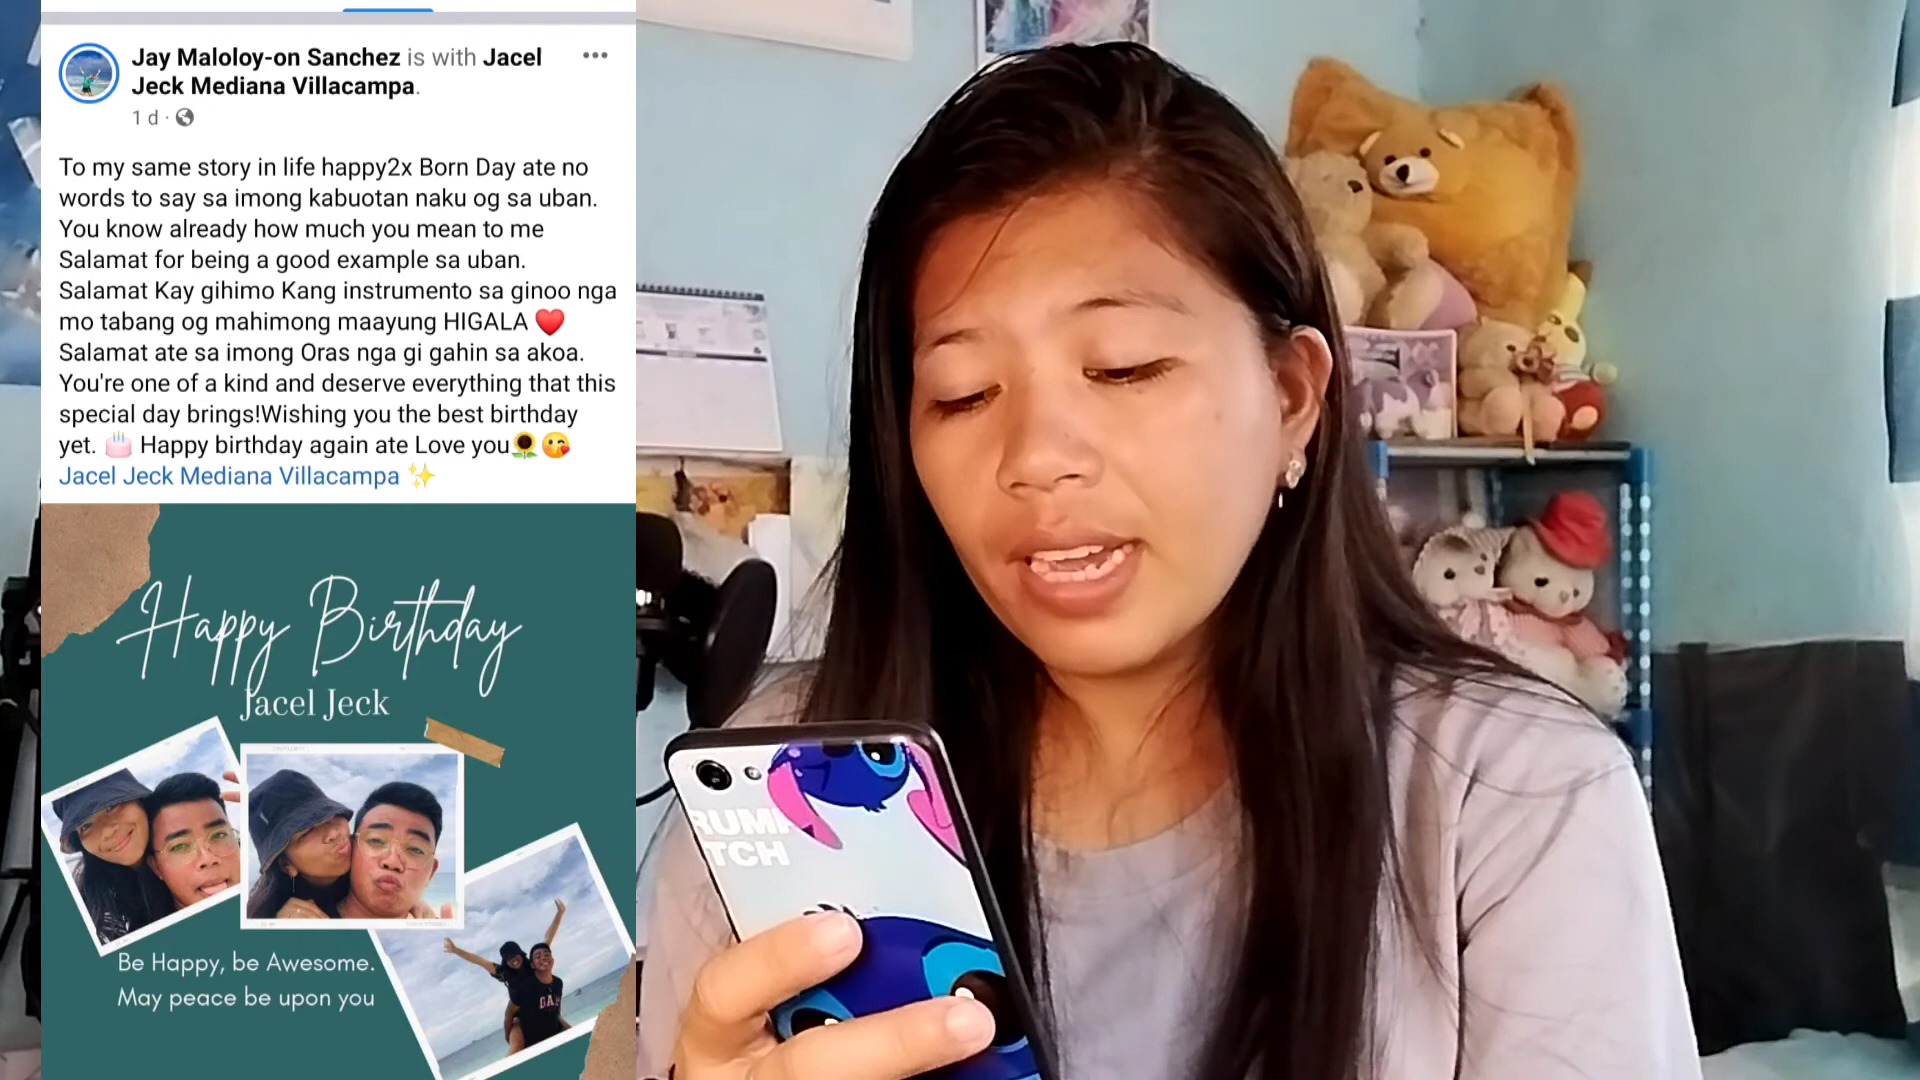 Jay Maloloy-on Sanchez is with Jacel
Jeck Mediana Villacampa.
1 d ·
To my same story in life happy2x Born Day ate no
words to say sa imong kabuotan naku og sa uban.
You know already how much you mean to me
Salamat for being a good example sa uban.
Salamat Kay gihimo Kang instrumento sa ginoo nga
mo tabang og mahimong maayung HIGALA ❤️
Salamat ate sa imong Oras nga gi gahin sa akoa.
You're one of a kind and deserve everything that this
special day brings!Wishing you the best birthday
yet. 🎂 Happy birthday again ate Love you🌻😘
Jacel Jeck Mediana Villacampa ✨
Happy Birthday
Jacel Jeck
Be Happy, be Awesome.
May peace be upon you
GAP
TCH